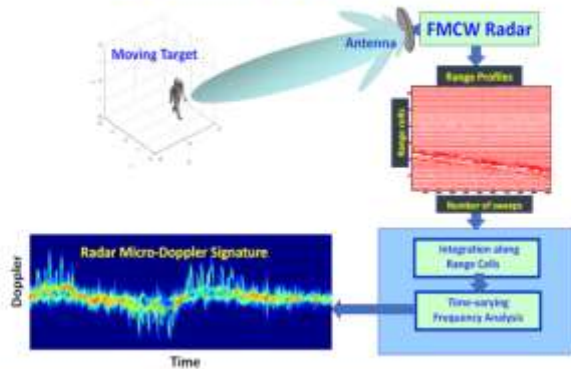 Moving Target
Antenna
FMCW Radar
Range Profiles
Range cells
Number of sweeps
Integration along
Range Cells
Time-varying
Frequency Analysis
Radar Micro-Doppler Signature
Doppler
Time